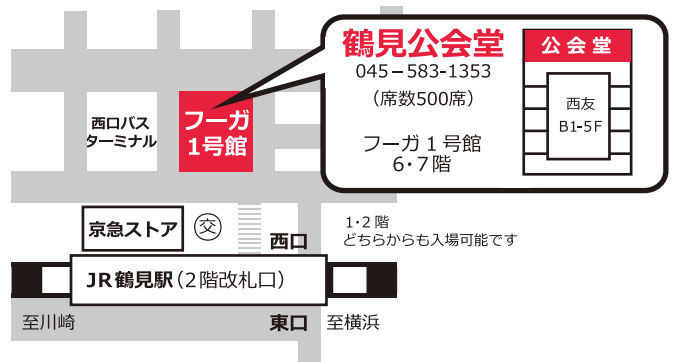 鶴見公会堂
045－583-1353
（席数500席）
フーガ１号館
6・7階
公会堂
西友
B1-5F
西口バス
ターミナル
フーガ
1号館
京急ストア
交
西口
1・2階
どちらからも入場可能です
JR鶴見駅（２階改札口）
至川崎
東口
至横浜